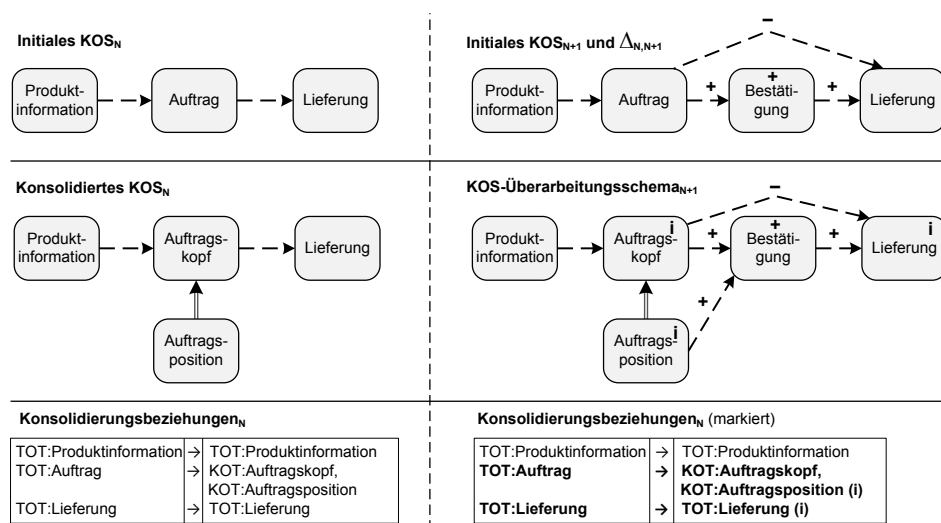 Initiales KOS_N
Produkt-
information
Auftrag
Lieferung
Initiales KOS_N+1 und Δ_N,N+1
–
Produkt-
information
Auftrag
+
+
Bestäti-
gung
+
Lieferung
Konsolidiertes KOS_N
Produkt-
information
Auftrags-
kopf
Lieferung
Auftrags-
position
KOS-Überarbeitungsschema_N+1
–
Produkt-
information
i
Auftrags-
kopf
+
+
Bestäti-
gung
+
i
Lieferung
+
i
Auftrags-
position
Konsolidierungsbeziehungen_N
TOT:Produktinformation → TOT:Produktinformation
TOT:Auftrag → KOT:Auftragskopf,
KOT:Auftragsposition
TOT:Lieferung → TOT:Lieferung
Konsolidierungsbeziehungen_N (markiert)
TOT:Produktinformation → TOT:Produktinformation
TOT:Auftrag → KOT:Auftragskopf,
KOT:Auftragsposition (i)
TOT:Lieferung → TOT:Lieferung (i)